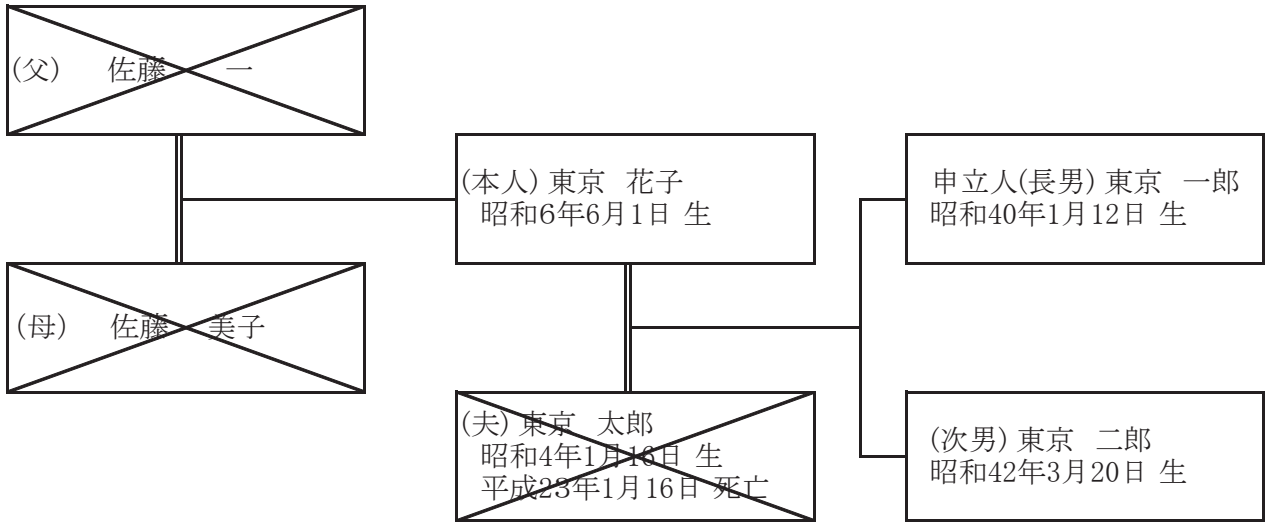 (父) 佐藤 一
(本人) 東京 花子
昭和6年6月1日 生
申立人(長男) 東京 一郎
昭和40年1月12日 生
(母) 佐藤 美子
(夫) 東京 太郎
昭和4年1月16日 生
平成23年1月16日 死亡
(次男) 東京 二郎
昭和42年3月20日 生